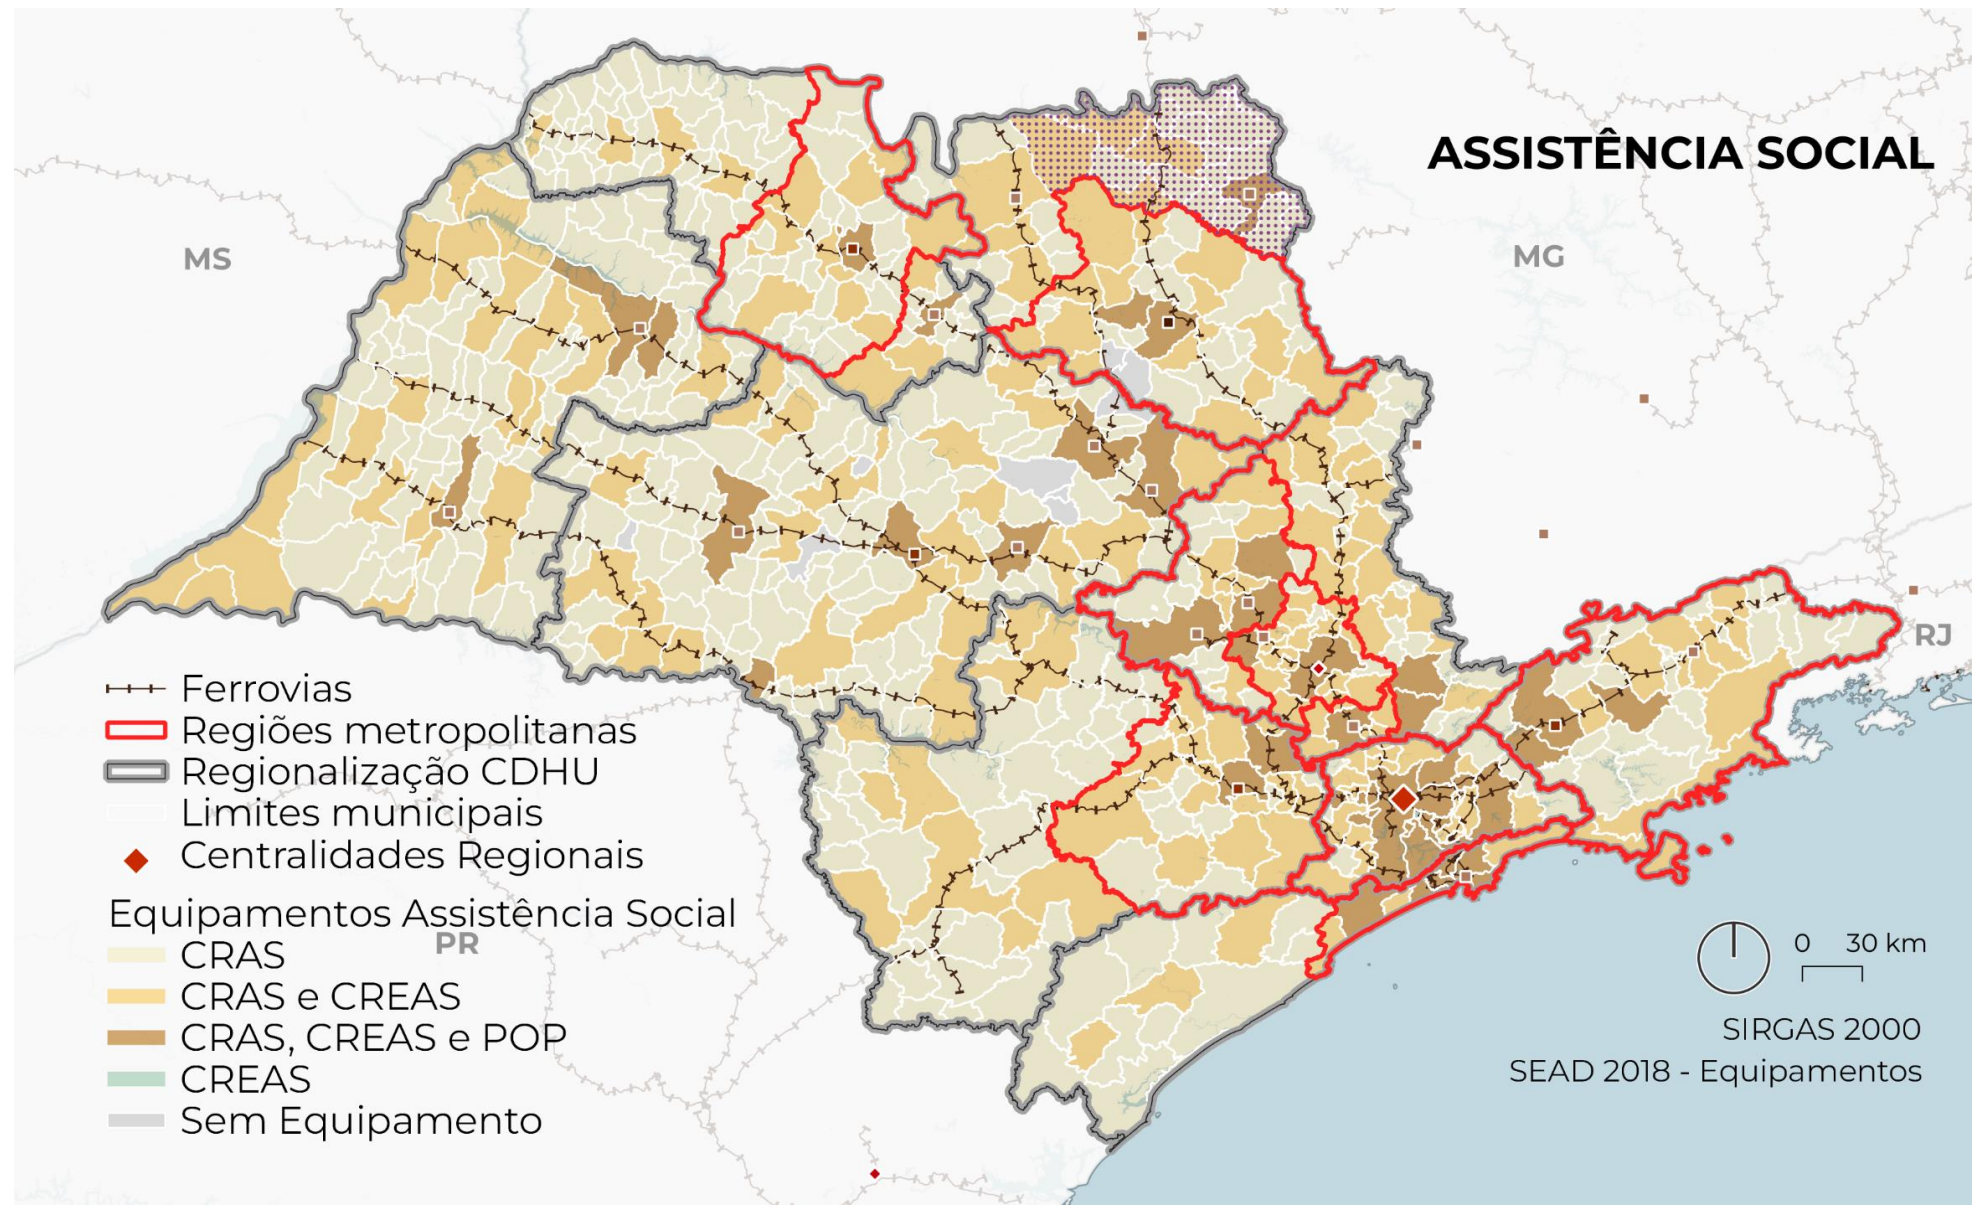 ASSISTÊNCIA SOCIAL
MS
MG
RJ
PR
Ferrovias
Regiões metropolitanas
Regionalização CDHU
Limites municipais
Centralidades Regionais
Equipamentos Assistência Social
CRAS
CRAS e CREAS
CRAS, CREAS e POP
CREAS
Sem Equipamento
0 30 km
SIRGAS 2000
SEAD 2018 - Equipamentos